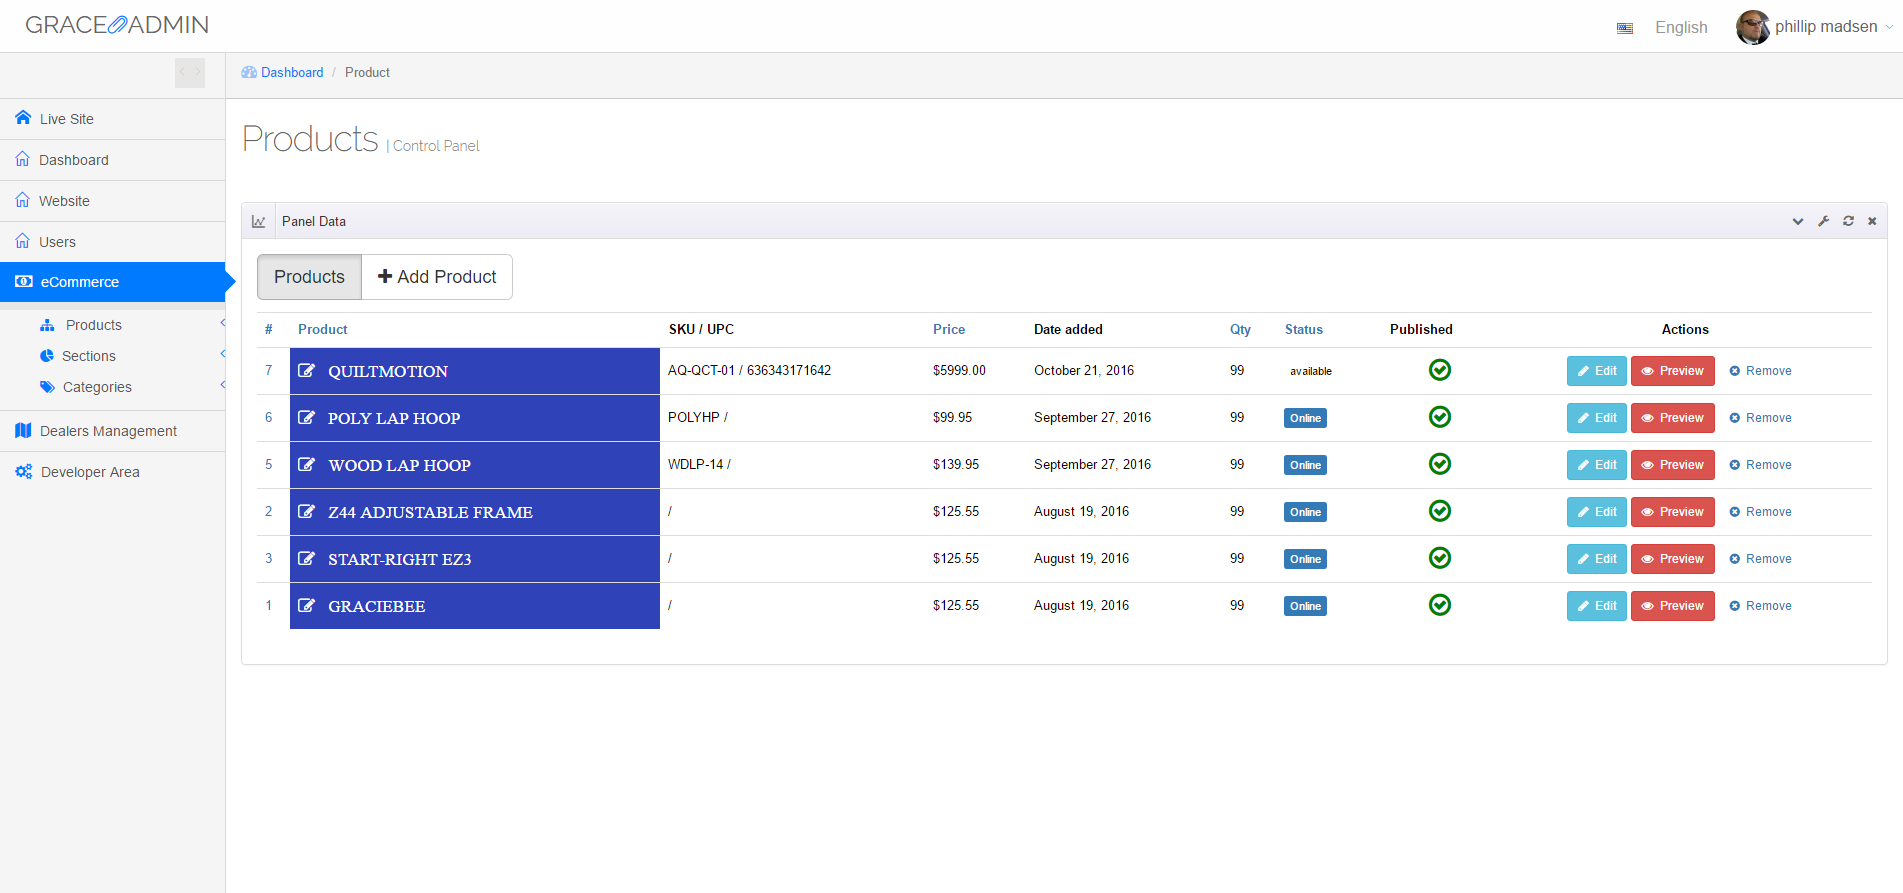 GRACE ADMIN
English
phillip madsen
Dashboard / Product
Live Site
Dashboard
Website
Users
eCommerce
Products
Sections
Categories
Dealers Management
Developer Area
Products | Control Panel
Panel Data
Products
Add Product
# Product SKU / UPC Price Date added Qty Status Published Actions
7 QUILTMOTION AQ-QCT-01 / 636343171642 $5999.00 October 21, 2016 99 available Edit Preview Remove
6 POLY LAP HOOP POLYHP / $99.95 September 27, 2016 99 Online Edit Preview Remove
5 WOOD LAP HOOP WDLP-14 / $139.95 September 27, 2016 99 Online Edit Preview Remove
2 Z44 ADJUSTABLE FRAME / $125.55 August 19, 2016 99 Online Edit Preview Remove
3 START-RIGHT EZ3 / $125.55 August 19, 2016 99 Online Edit Preview Remove
1 GRACIEBEE / $125.55 August 19, 2016 99 Online Edit Preview Remove